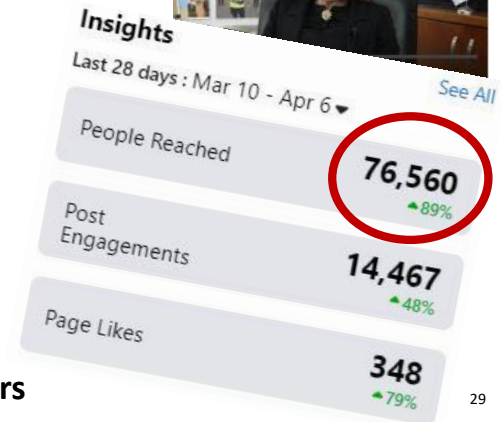 Insights
Last 28 days : Mar 10 - Apr 6
See All
People Reached
76,560
89%
Post
Engagements
14,467
48%
Page Likes
348
79%
rs
29